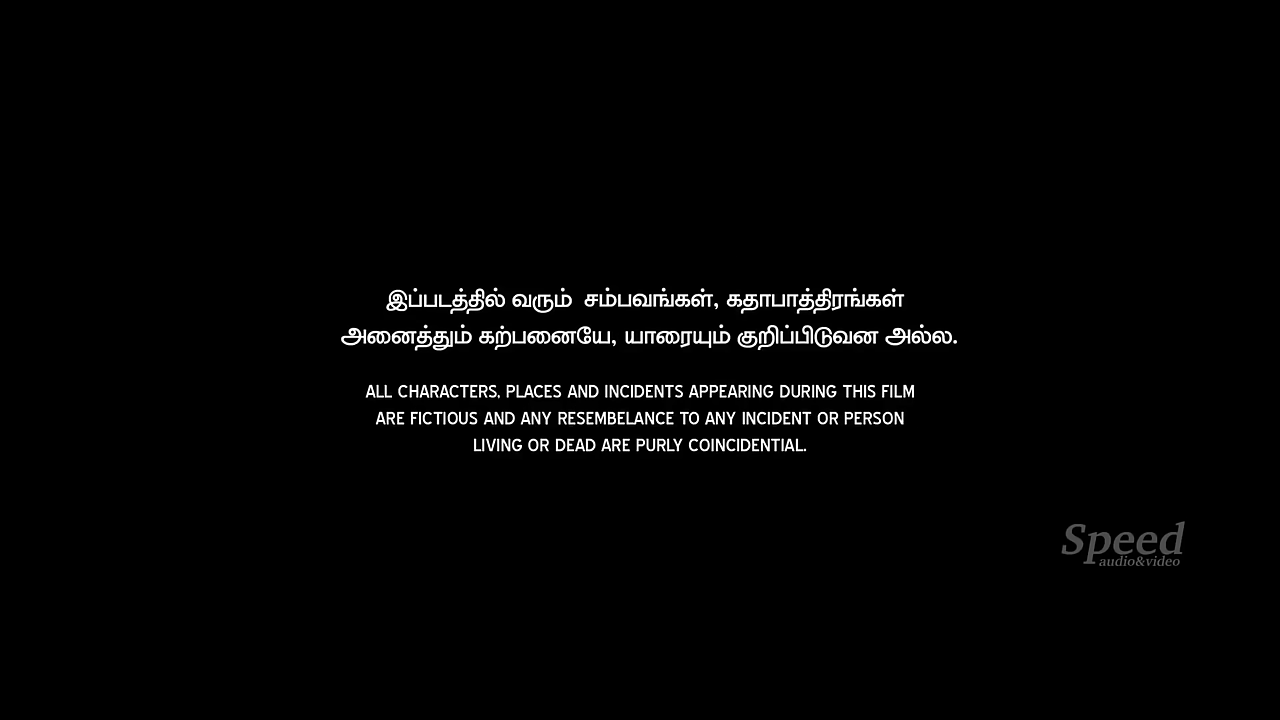 இப்படத்தில் வரும் சம்பவங்கள், கதாபாத்திரங்கள்
அனைத்தும் கற்பனையே, யாரையும் குறிப்பிடுவன அல்ல.
ALL CHARACTERS, PLACES AND INCIDENTS APPEARING DURING THIS FILM
ARE FICTIOUS AND ANY RESEMBELANCE TO ANY INCIDENT OR PERSON
LIVING OR DEAD ARE PURLY COINCIDENTIAL.
Speed
audio&video